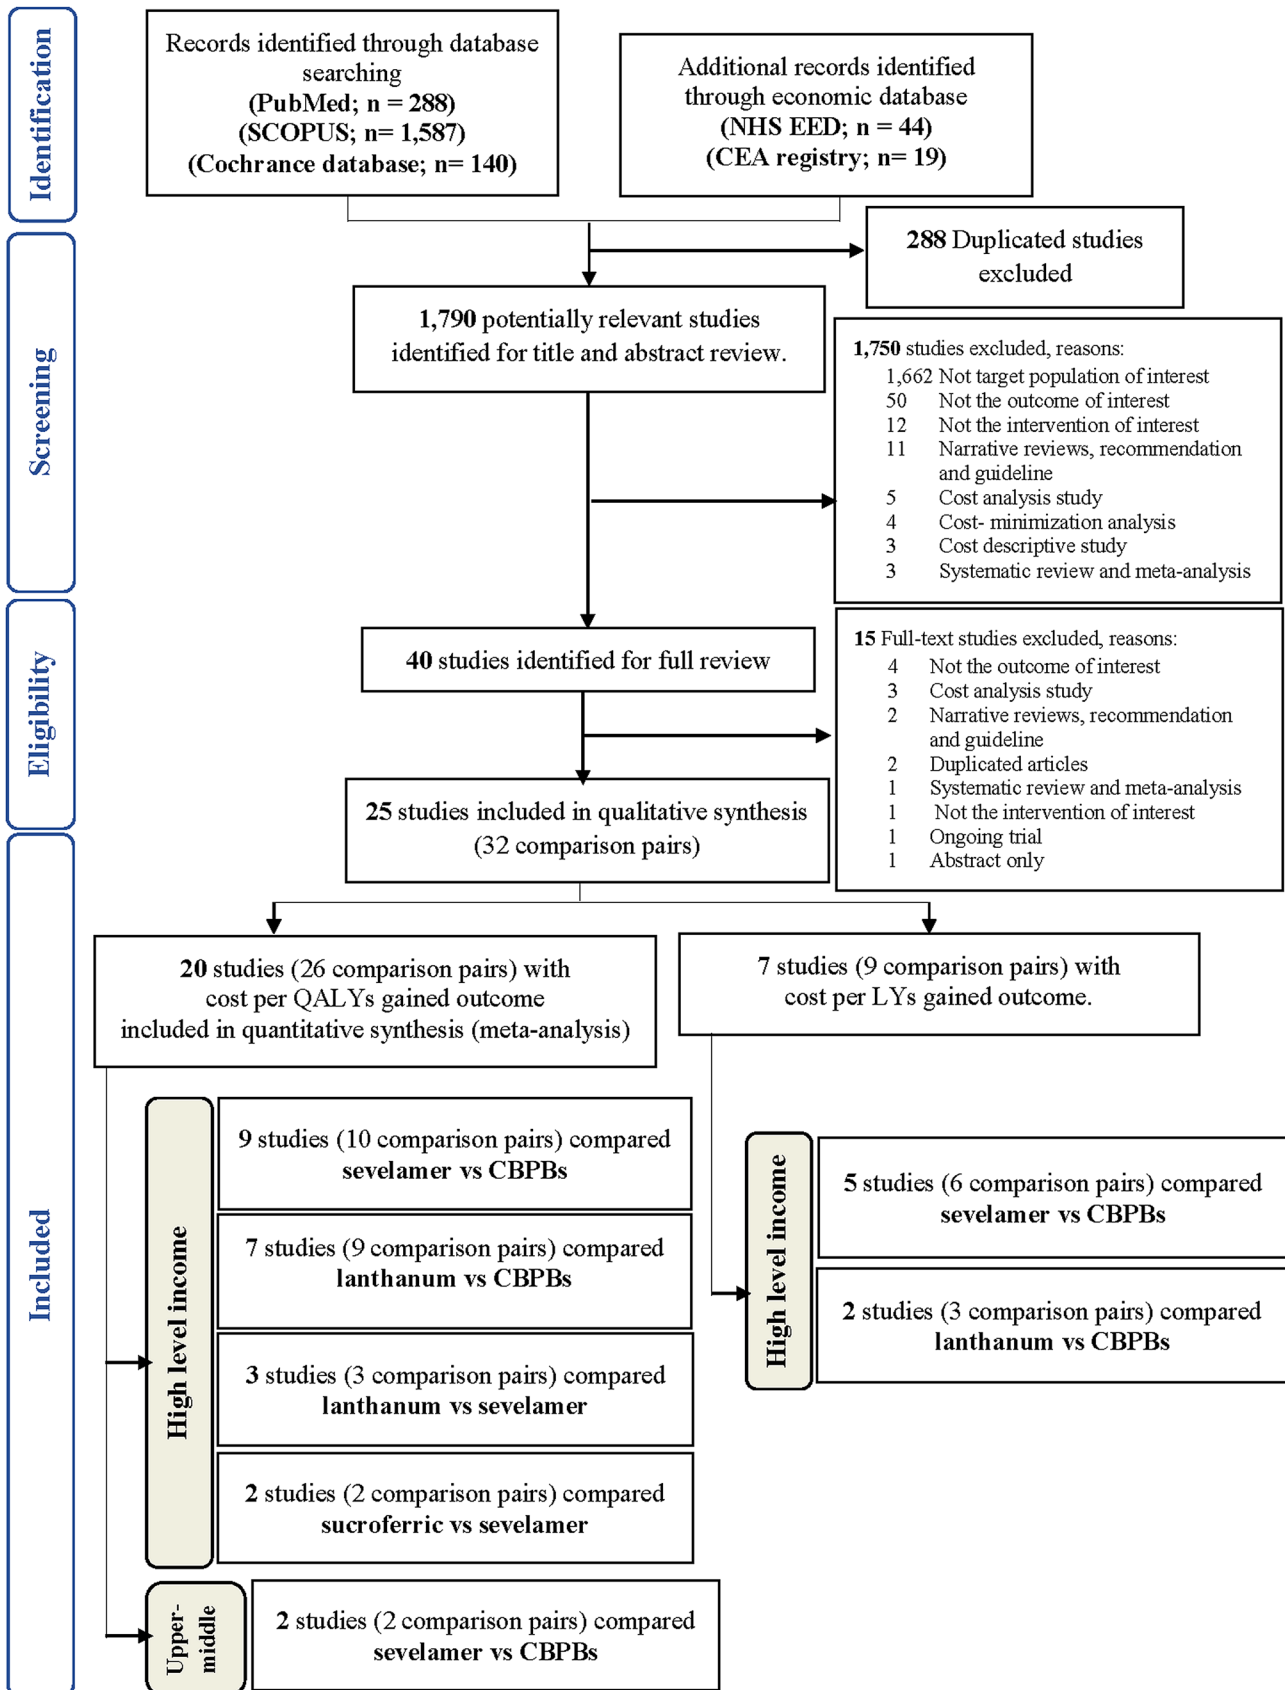 Identification
Records identified through database
searching
(PubMed; n = 288)
(SCOPUS; n= 1,587)
(Cochrance database; n= 140)
Additional records identified
through economic database
(NHS EED; n = 44)
(CEA registry; n= 19)
288 Duplicated studies
excluded
Screening
1,790 potentially relevant studies
identified for title and abstract review.
1,750 studies excluded, reasons:
1,662 Not target population of interest
50 Not the outcome of interest
12 Not the intervention of interest
11 Narrative reviews, recommendation
and guideline
5 Cost analysis study
4 Cost- minimization analysis
3 Cost descriptive study
3 Systematic review and meta-analysis
Eligibility
40 studies identified for full review
15 Full-text studies excluded, reasons:
4 Not the outcome of interest
3 Cost analysis study
2 Narrative reviews, recommendation
and guideline
2 Duplicated articles
1 Systematic review and meta-analysis
1 Not the intervention of interest
1 Ongoing trial
1 Abstract only
25 studies included in qualitative synthesis
(32 comparison pairs)
Included
20 studies (26 comparison pairs) with
cost per QALYs gained outcome
included in quantitative synthesis (meta-analysis)
7 studies (9 comparison pairs) with
cost per LYs gained outcome.
High level income
9 studies (10 comparison pairs) compared
sevelamer vs CBPBs
7 studies (9 comparison pairs) compared
lanthanum vs CBPBs
3 studies (3 comparison pairs) compared
lanthanum vs sevelamer
2 studies (2 comparison pairs) compared
sucroferric vs sevelamer
High level income
5 studies (6 comparison pairs) compared
sevelamer vs CBPBs
2 studies (3 comparison pairs) compared
lanthanum vs CBPBs
Upper-
middle
2 studies (2 comparison pairs) compared
sevelamer vs CBPBs